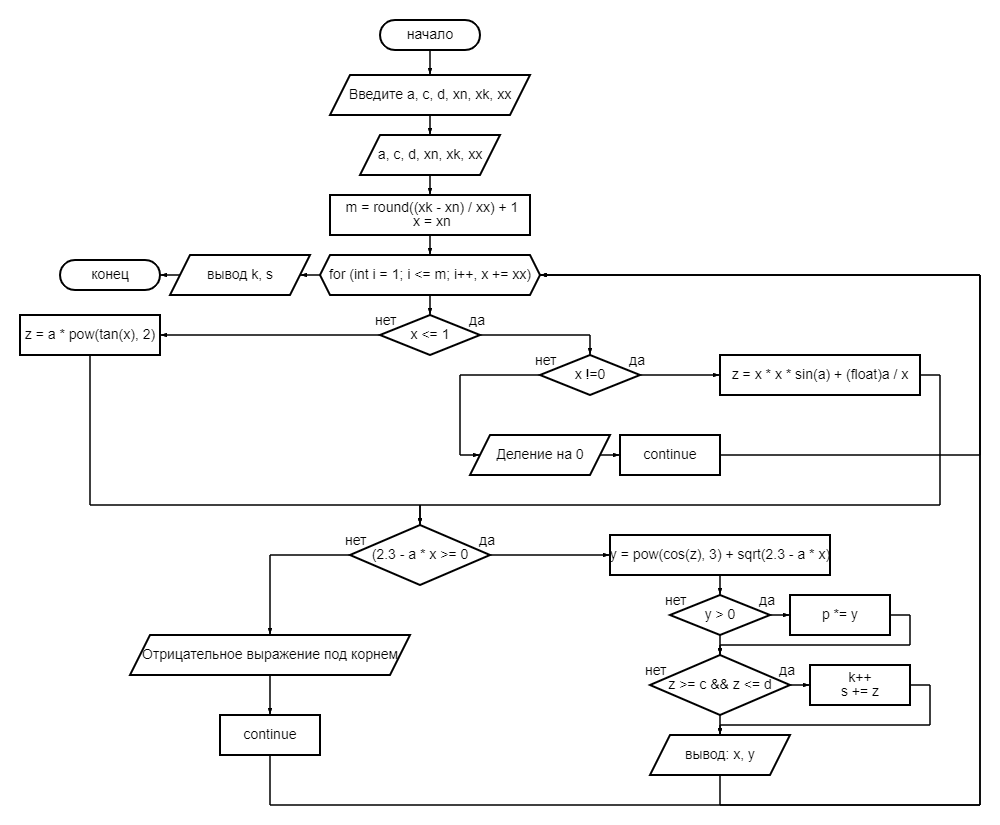 начало
Введите a, c, d, xn, xk, xx
a, c, d, xn, xk, xx
m = round((xk - xn) / xx) + 1
x = xn
конец
вывод k, s
for (int i = 1; i <= m; i++, x += xx)
нет
x <= 1
да
z = a * pow(tan(x), 2)
нет
x !=0
да
z = x * x * sin(a) + (float)a / x
Деление на 0
continue
нет
(2.3 - a * x >= 0
да
y = pow(cos(z), 3) + sqrt(2.3 - a * x)
нет
y > 0
да
p *= y
Отрицательное выражение под корнем
нет
z >= c && z <= d
да
k++
s += z
continue
вывод: x, y